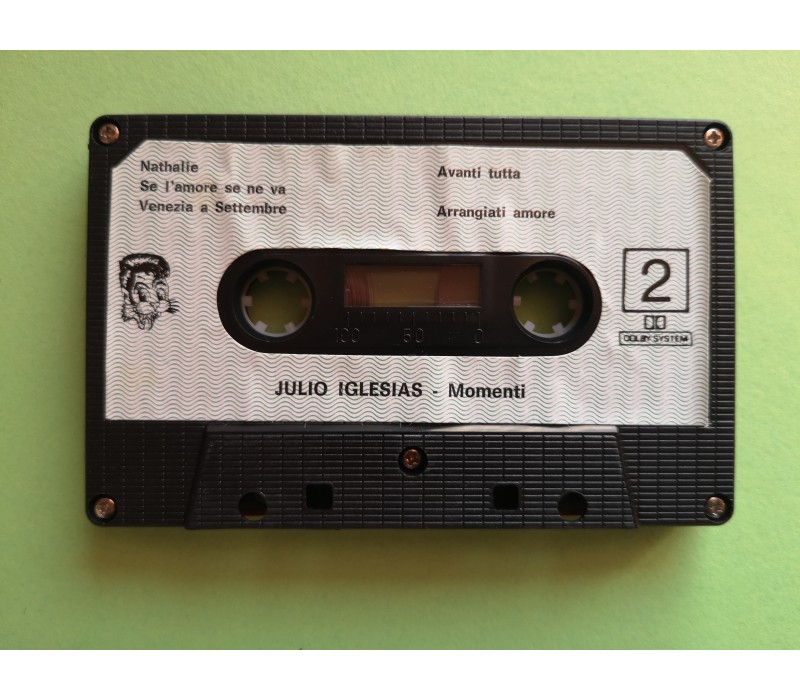 Nathalie
Se l'amore se ne va
Venezia a Settembre
Avanti tutta
Arrangiati amore
2
DOLBY SYSTEM
100 50 0
JULIO IGLESIAS - Momenti